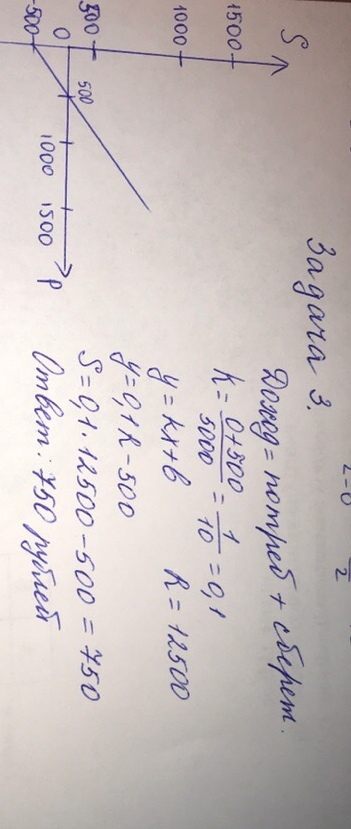 S
1500
1000
500
0
-500
500
1000
1500
P
Задача 3.
Доход = потреб + сберет.
k = 0+500/5000 = 1/10 = 0,1
y = kx + b R = 12500
y = 0,1R - 500
S = 0,1 · 12500 - 500 = 750
Ответ: 750 рублей